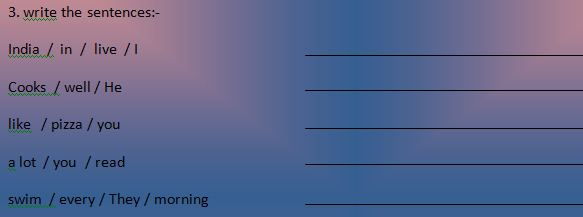 3. write the sentences:-
India / in / live / I
Cooks / well / He
like / pizza / you
a lot / you / read
swim / every / They / morning